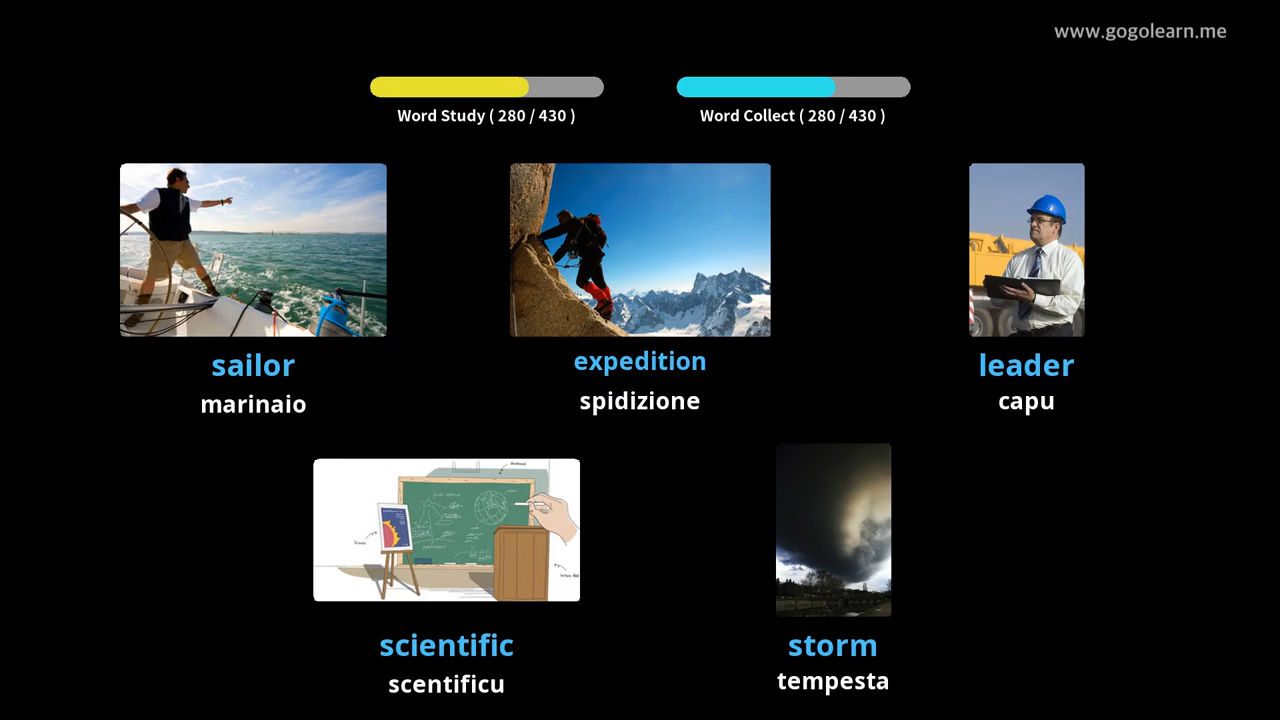 www.gogolearn.me
Word Study ( 280 / 430 )
Word Collect ( 280 / 430 )
sailor
marinaio
expedition
spidizione
leader
capu
scientific
scentificu
storm
tempesta